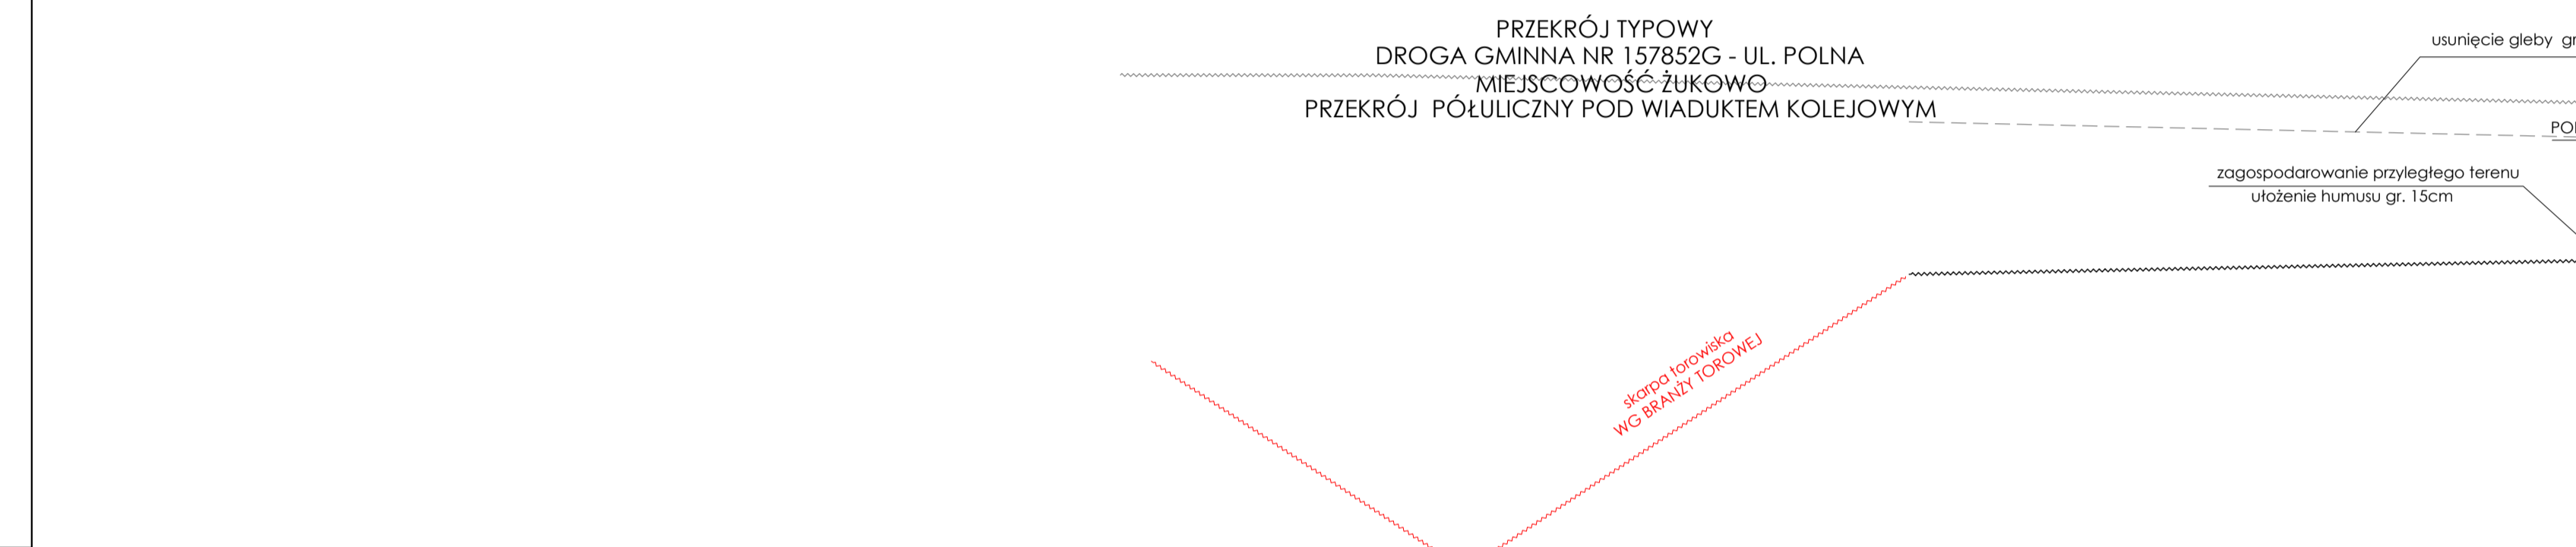 PRZEKRÓJ TYPOWY
DROGA GMINNA NR 157852G - UL. POLNA
MIEJSCOWOŚĆ ŻUKOWO
PRZEKRÓJ PÓŁULICZNY POD WIADUKTEM KOLEJOWYM
usunięcie gleby
zagospodarowanie przyległego terenu
ułożenie humusu gr. 15cm
skarpa torowiska
WG BRANŻY TOROWEJ